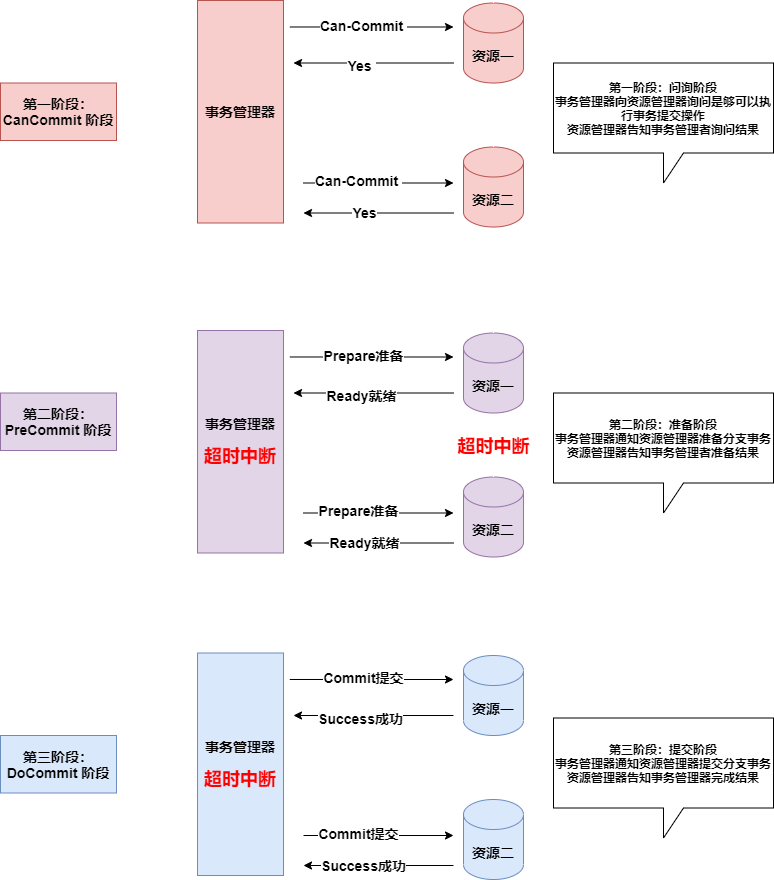 第一阶段：
CanCommit 阶段
事务管理器
Can-Commit
Yes
资源一
Can-Commit
Yes
资源二
第一阶段：问询阶段
事务管理器向资源管理器询问是够可以执
行事务提交操作
资源管理器告知事务管理者询问结果
第二阶段：
PreCommit 阶段
事务管理器
超时中断
Prepare准备
Ready就绪
资源一
超时中断
Prepare准备
Ready就绪
资源二
第二阶段：准备阶段
事务管理器通知资源管理器准备分支事务
资源管理器告知事务管理者准备结果
第三阶段：
DoCommit 阶段
事务管理器
超时中断
Commit提交
Success成功
资源一
Commit提交
Success成功
资源二
第三阶段：提交阶段
事务管理器通知资源管理器提交分支事务
资源管理器告知事务管理器完成结果